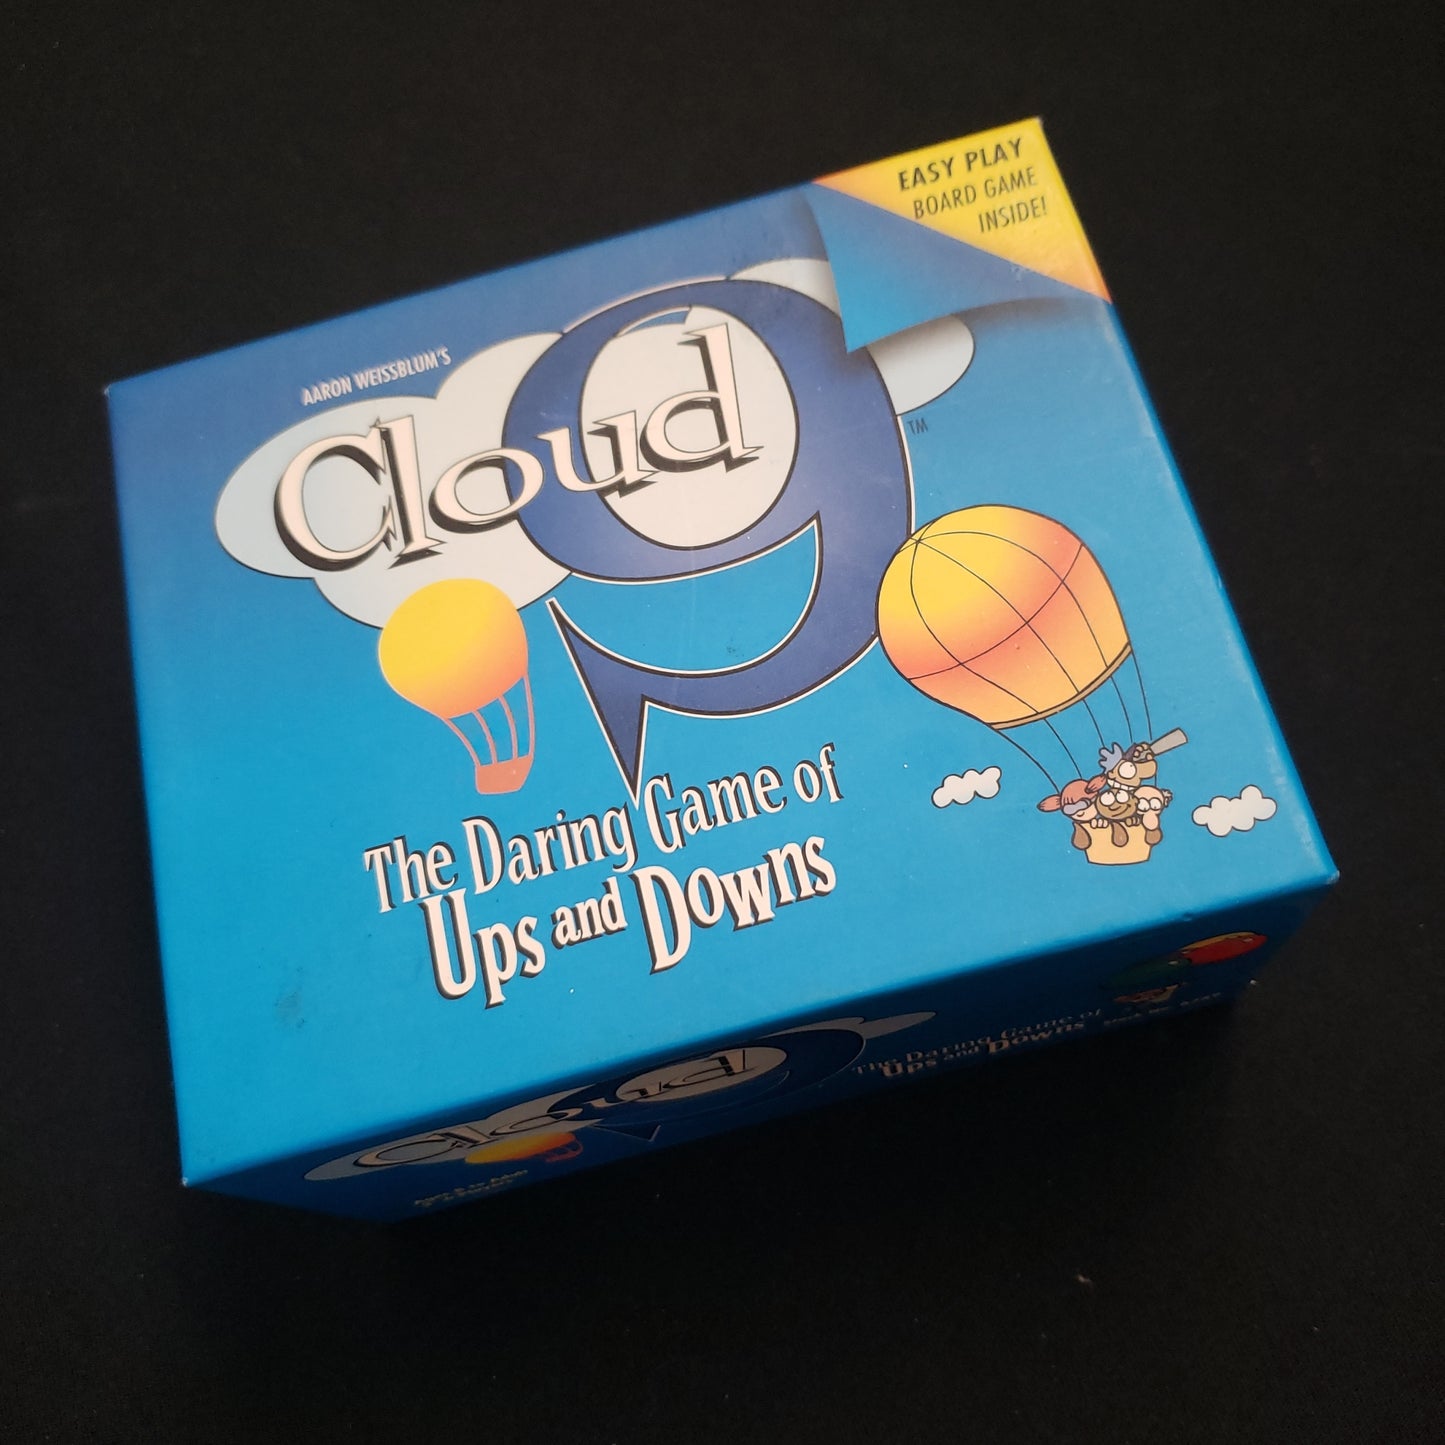 EASY PLAY
BOARD GAME
INSIDE!
AARON WEISSBLUM'S
Cloud 9™
The Daring Game of
Ups and Downs
Cloud 9
The Daring Game of
Ups and Downs